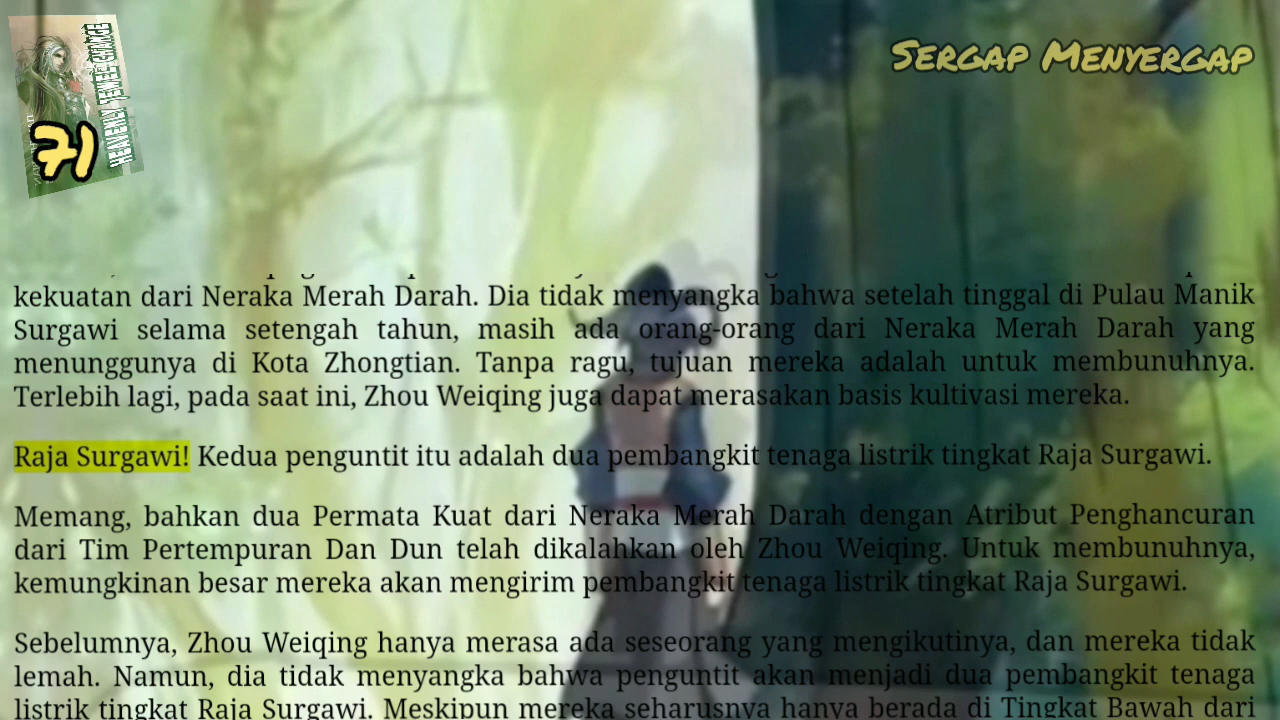 Sergap Menyergap
HEAVENLY JEWEL CHANGE
71
kekuatan dari Neraka Merah Darah. Dia tidak menyangka bahwa setelah tinggal di Pulau Manik
Surgawi selama setengah tahun, masih ada orang-orang dari Neraka Merah Darah yang
menunggunya di Kota Zhongtian. Tanpa ragu, tujuan mereka adalah untuk membunuhnya.
Terlebih lagi, pada saat ini, Zhou Weiqing juga dapat merasakan basis kultivasi mereka.
Raja Surgawi! Kedua penguntit itu adalah dua pembangkit tenaga listrik tingkat Raja Surgawi.
Memang, bahkan dua Permata Kuat dari Neraka Merah Darah dengan Atribut Penghancuran
dari Tim Pertempuran Dan Dun telah dikalahkan oleh Zhou Weiqing. Untuk membunuhnya,
kemungkinan besar mereka akan mengirim pembangkit tenaga listrik tingkat Raja Surgawi.
Sebelumnya, Zhou Weiqing hanya merasa ada seseorang yang mengikutinya, dan mereka tidak
lemah. Namun, dia tidak menyangka bahwa penguntit akan menjadi dua pembangkit tenaga
listrik tingkat Raja Surgawi. Meskipun mereka seharusnya hanya berada di Tingkat Bawah dari